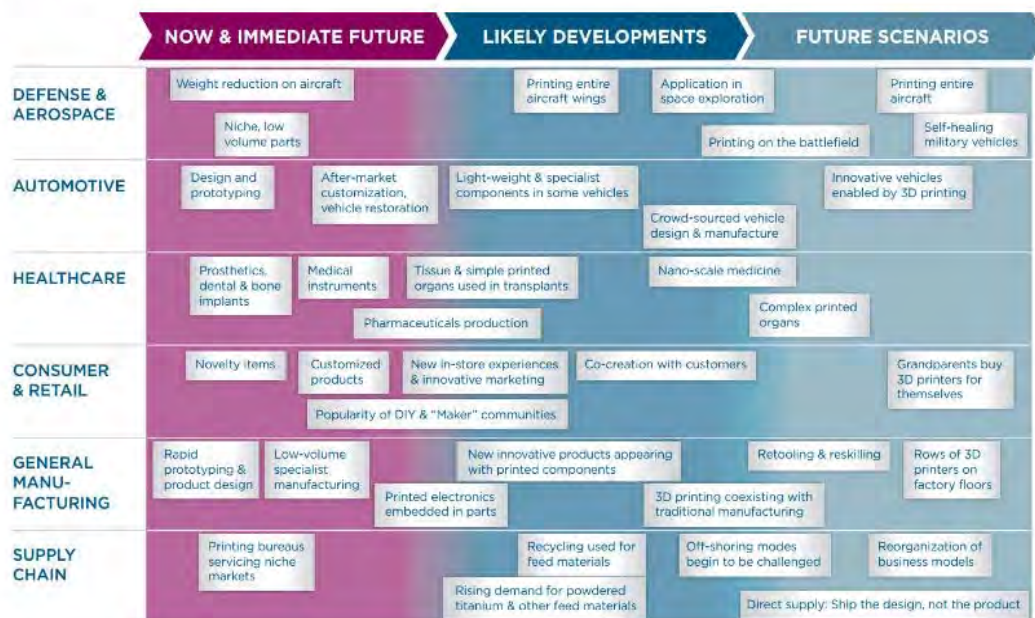 NOW & IMMEDIATE FUTURE
LIKELY DEVELOPMENTS
FUTURE SCENARIOS
DEFENSE &
AEROSPACE
Weight reduction on aircraft
Niche, low
volume parts
Printing entire
aircraft wings
Application in
space exploration
Printing on the battlefield
Printing entire
aircraft
Self-healing
military vehicles
AUTOMOTIVE
Design and
prototyping
After-market
customization,
vehicle restoration
Light-weight & specialist
components in some vehicles
Crowd-sourced vehicle
design & manufacture
Innovative vehicles
enabled by 3D printing
HEALTHCARE
Prosthetics,
dental & bone
implants
Medical
instruments
Tissue & simple printed
organs used in transplants
Pharmaceuticals production
Nano-scale medicine
Complex printed
organs
CONSUMER
& RETAIL
Novelty items
Customized
products
New in-store experiences
& innovative marketing
Popularity of DIY & “Maker” communities
Co-creation with customers
Grandparents buy
3D printers for
themselves
GENERAL
MANU-
FACTURING
Rapid
prototyping &
product design
Low-volume
specialist
manufacturing
Printed electronics
embedded in parts
New innovative products appearing
with printed components
3D printing coexisting with
traditional manufacturing
Retooling & reskilling
Rows of 3D
printers on
factory floors
SUPPLY
CHAIN
Printing bureaus
servicing niche
markets
Recycling used for
feed materials
Rising demand for powdered
titanium & other feed materials
Off-shoring modes
begin to be challenged
Reorganization of
business models
Direct supply: Ship the design, not the product